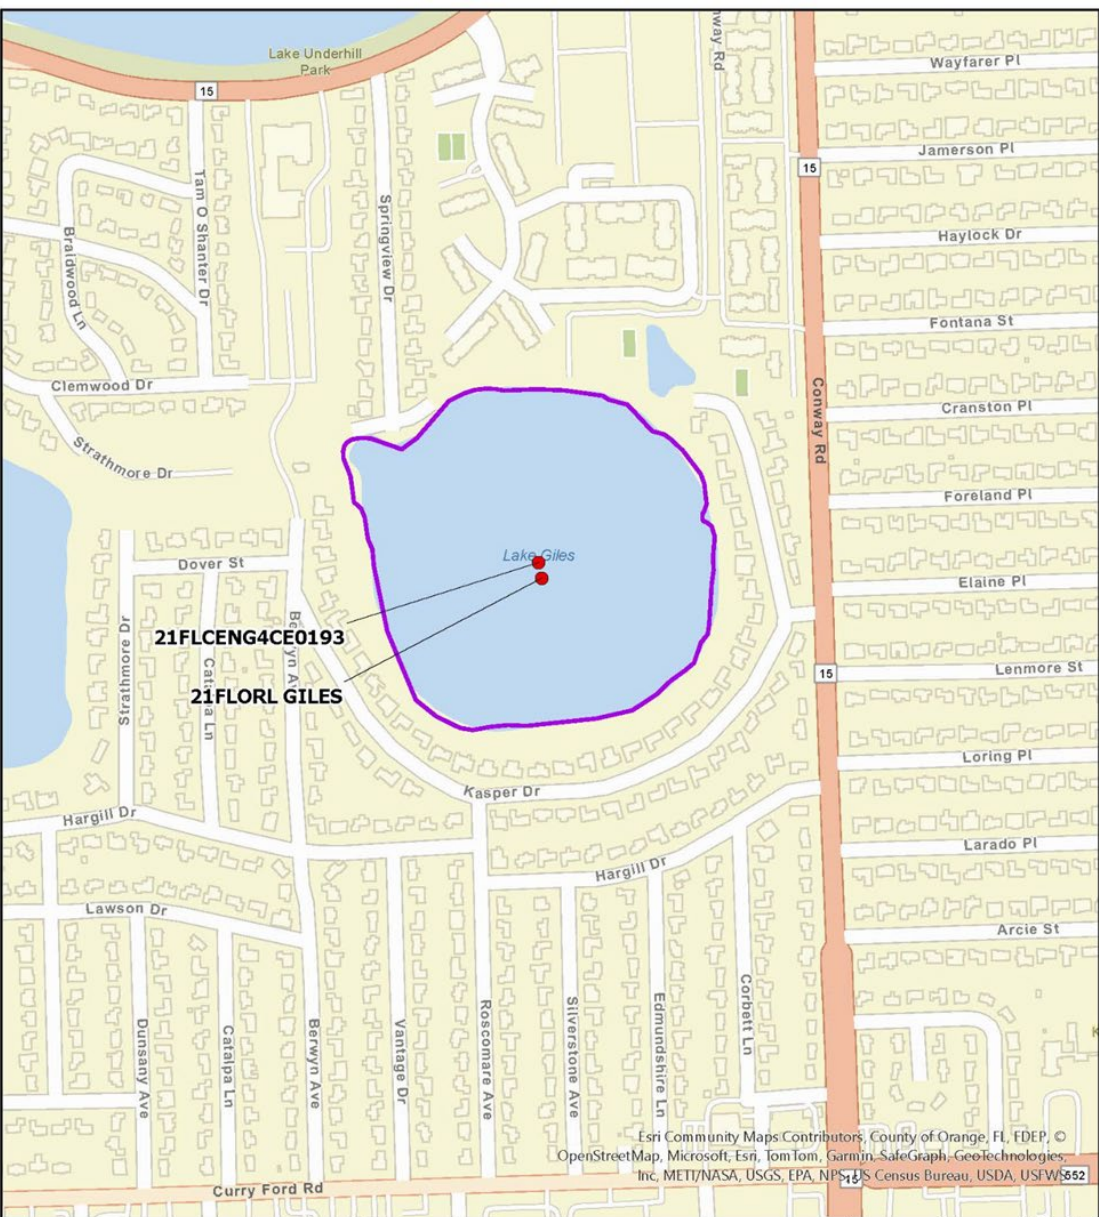 Lake Underhill
Park
way Rd
Wayfarer Pl
15
Jamerson Pl
15
Tam O Shanter Dr
Springview Dr
Braidwood Ln
Haylock Dr
Fontana St
Clemwood Dr
Conway Rd
Cranston Pl
Strathmore Dr
Foreland Pl
Lake Giles
Dover St
Elaine Pl
21FLCENG4CE0193
Strathmore Dr
Lenmore St
15
21FLORL GILES
Loring Pl
Kasper Dr
Hargill Dr
Larado Pl
Hargill Dr
Lawson Dr
Arcie St
Corbett Ln
Dunsany Ave
Catalpa Ln
Berwyn Ave
Vantage Dr
Roscomare Ave
Silverstone Ave
Edmundshire Ln
Esri Community Maps Contributors, County of Orange, FL, FDEP, ©
OpenStreetMap, Microsoft, Esri, TomTom, Garmin, SafeGraph, GeoTechnologies,
Inc, METI/NASA, USGS, EPA, NPS, US Census Bureau, USDA, USFWS
15
552
Curry Ford Rd